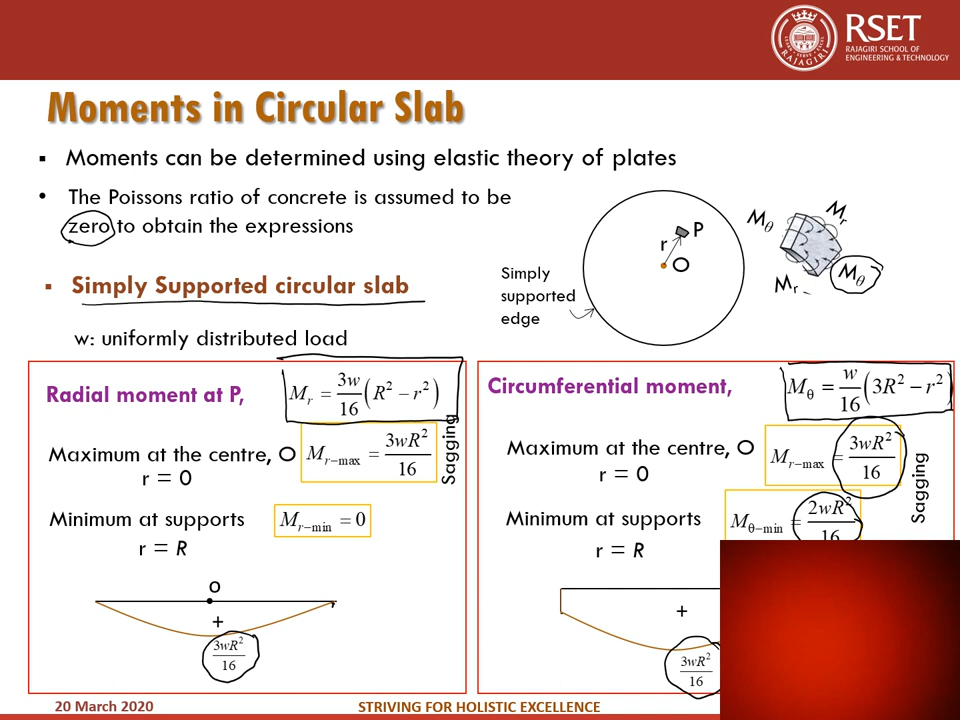 RSET
RAJAGIRI SCHOOL OF
ENGINEERING & TECHNOLOGY
RAJAGIRI
Moments in Circular Slab
▪ Moments can be determined using elastic theory of plates
• The Poissons ratio of concrete is assumed to be
zero to obtain the expressions
▪ Simply Supported circular slab
w: uniformly distributed load
Simply
supported
edge
r
P
O
Mθ
Mr
Mr
Mθ
Radial moment at P,
M_r = 3w/16 (R² − r²)
Maximum at the centre, O
r = 0
M_r−max = 3wR²/16
Sagging
Minimum at supports
r = R
M_r−min = 0
O
+
3wR²/16
Circumferential moment,
M_θ = w/16 (3R² − r²)
Maximum at the centre, O
r = 0
M_r−max = 3wR²/16
Sagging
Minimum at supports
r = R
M_θ−min = 2wR²/16
+
3wR²/16
20 March 2020
STRIVING FOR HOLISTIC EXCELLENCE